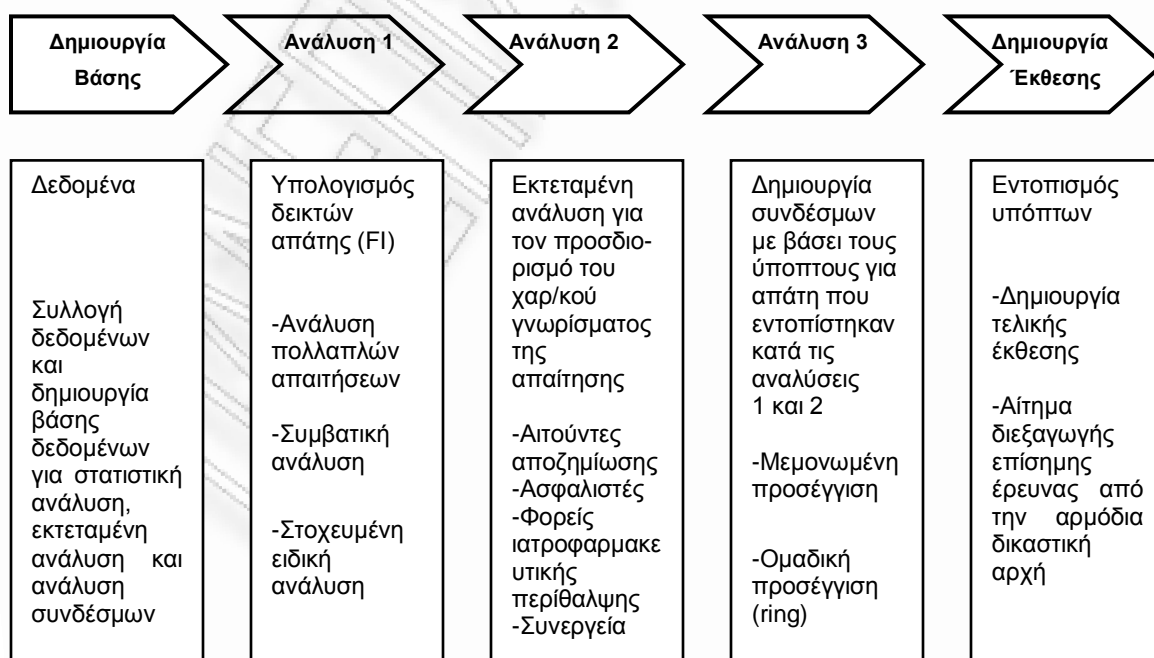 Δημιουργία
Βάσης
Ανάλυση 1
Ανάλυση 2
Ανάλυση 3
Δημιουργία
Έκθεσης
Δεδομένα
Συλλογή
δεδομένων
και
δημιουργία
βάσης
δεδομένων
για στατιστική
ανάλυση,
εκτεταμένη
ανάλυση και
ανάλυση
συνδέσμων
Υπολογισμός
δεικτών
απάτης (FI)
-Ανάλυση
πολλαπλών
απαιτήσεων
-Συμβατική
ανάλυση
-Στοχευμένη
ειδική
ανάλυση
Εκτεταμένη
ανάλυση για
τον προσδιο-
ρισμό του
χαρ/κού
γνωρίσματος
της
απαίτησης
-Αιτούντες
αποζημίωσης
-Ασφαλιστές
-Φορείς
ιατροφαρμακε
υτικής
περίθαλψης
-Συνεργεία
Δημιουργία
συνδέσμων
με βάσει τους
ύποπτους για
απάτη που
εντοπίστηκαν
κατά τις
αναλύσεις
1 και 2
-Μεμονωμένη
προσέγγιση
-Ομαδική
προσέγγιση
(ring)
Εντοπισμός
υπόπτων
-Δημιουργία
τελικής
έκθεσης
-Αίτημα
διεξαγωγής
επίσημης
έρευνας από
την αρμόδια
δικαστική
αρχή